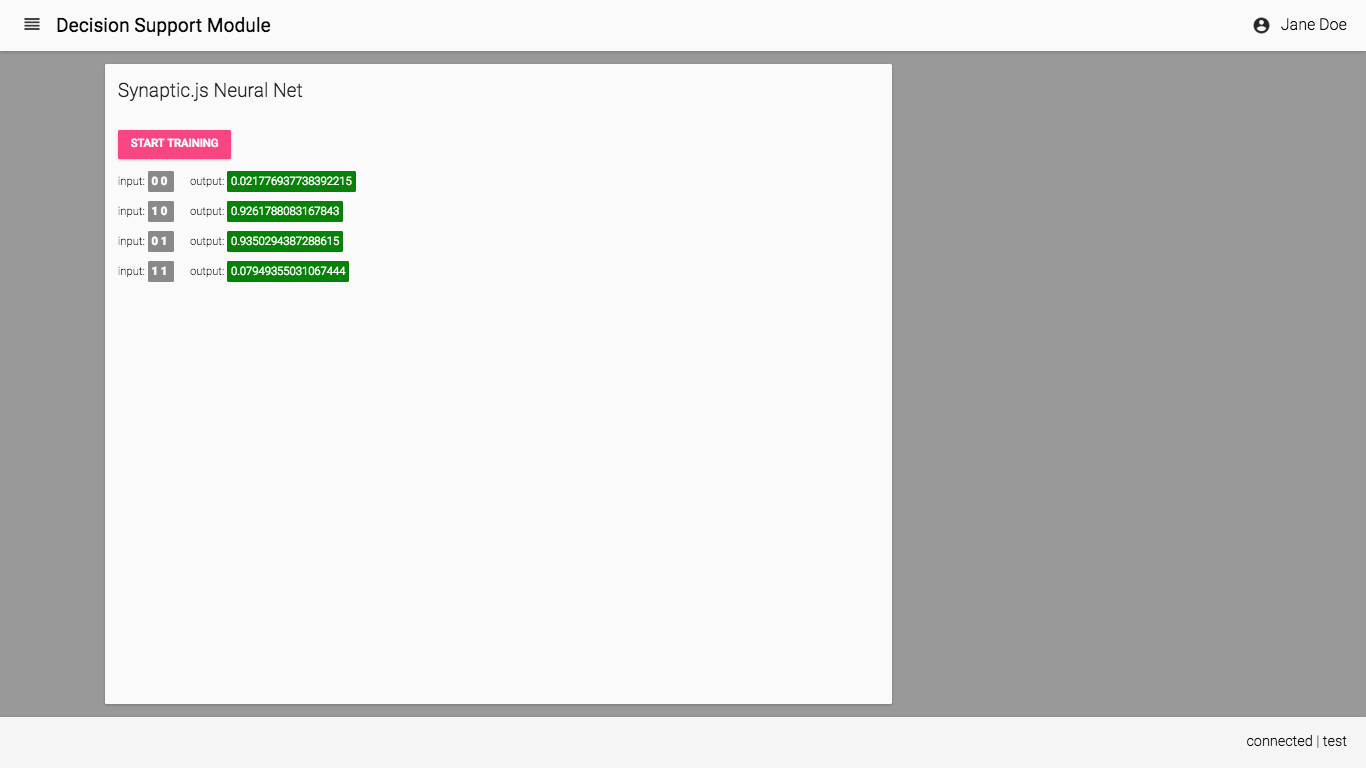 Decision Support Module
Jane Doe
Synaptic.js Neural Net
START TRAINING
input: 0 0 output: 0.021776937738392215
input: 1 0 output: 0.9261788083167843
input: 0 1 output: 0.9350294387288615
input: 1 1 output: 0.07949355031067444
connected | test